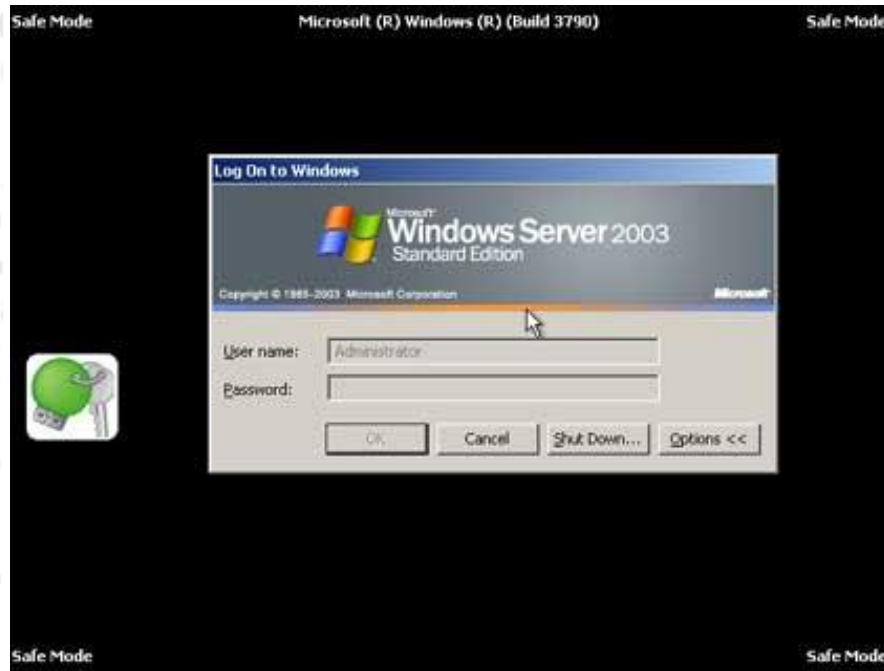 Safe Mode Microsoft (R) Windows (R) (Build 3790) Safe Mode
Log On to Windows
Microsoft
Windows Server 2003
Standard Edition
Copyright © 1985-2003 Microsoft Corporation Microsoft
User name: Administrator
Password:
OK Cancel Shut Down... Options <<
Safe Mode Safe Mode